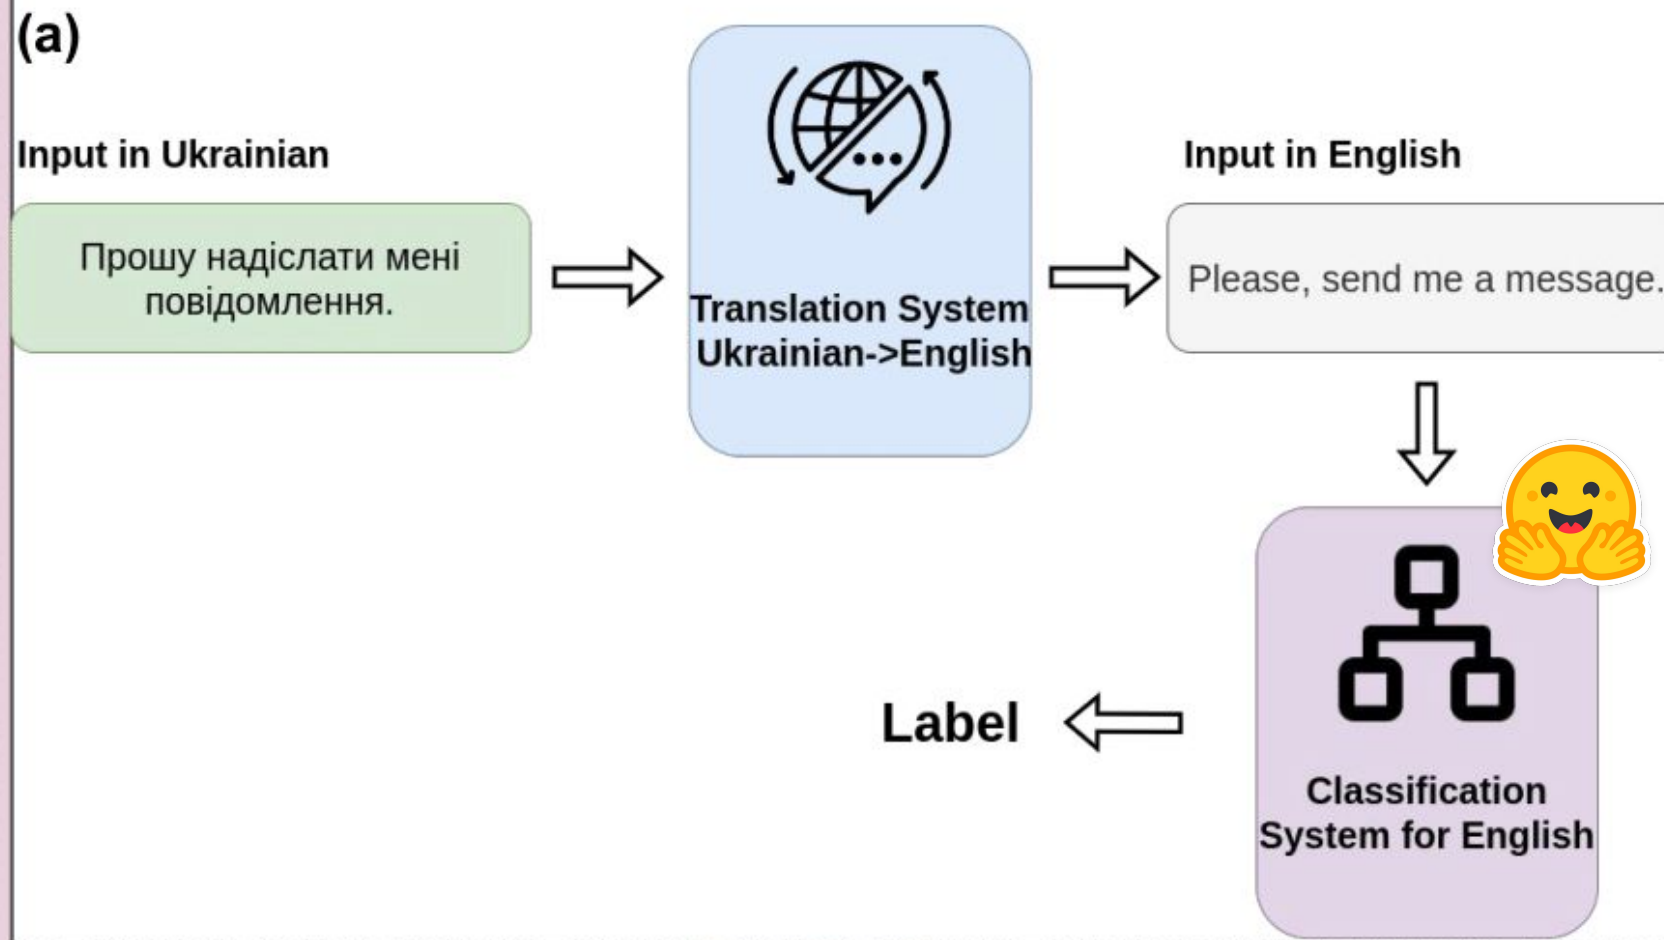 (a)
Input in Ukrainian
Прошу надіслати мені
повідомлення.
Translation System
Ukrainian->English
Input in English
Please, send me a message.
Classification
System for English
Label